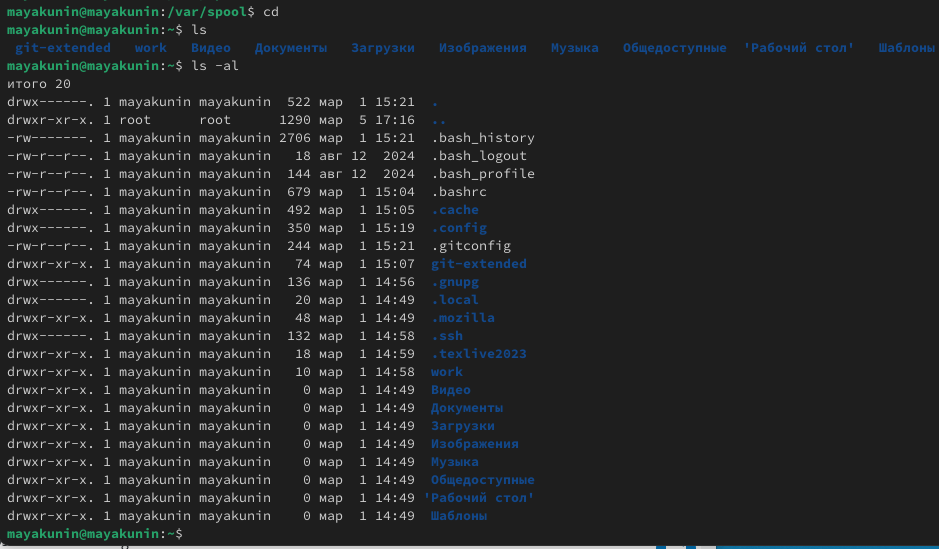 mayakunin@mayakunin:/var/spool$ cd
mayakunin@mayakunin:~$ ls
git-extended work Видео Документы Загрузки Изображения Музыка Общедоступные 'Рабочий стол' Шаблоны
mayakunin@mayakunin:~$ ls -al
итого 20
drwx------. 1 mayakunin mayakunin 522 мар 1 15:21 .
drwxr-xr-x. 1 root root 1290 мар 5 17:16 ..
-rw-------. 1 mayakunin mayakunin 2706 мар 1 15:21 .bash_history
-rw-r--r--. 1 mayakunin mayakunin 18 авг 12 2024 .bash_logout
-rw-r--r--. 1 mayakunin mayakunin 144 авг 12 2024 .bash_profile
-rw-r--r--. 1 mayakunin mayakunin 679 мар 1 15:04 .bashrc
drwx------. 1 mayakunin mayakunin 492 мар 1 15:05 .cache
drwx------. 1 mayakunin mayakunin 350 мар 1 15:19 .config
-rw-r--r--. 1 mayakunin mayakunin 244 мар 1 15:21 .gitconfig
drwxr-xr-x. 1 mayakunin mayakunin 74 мар 1 15:07 git-extended
drwx------. 1 mayakunin mayakunin 136 мар 1 14:56 .gnupg
drwx------. 1 mayakunin mayakunin 20 мар 1 14:49 .local
drwxr-xr-x. 1 mayakunin mayakunin 48 мар 1 14:49 .mozilla
drwx------. 1 mayakunin mayakunin 132 мар 1 14:58 .ssh
drwxr-xr-x. 1 mayakunin mayakunin 18 мар 1 14:59 .texlive2023
drwxr-xr-x. 1 mayakunin mayakunin 10 мар 1 14:58 work
drwxr-xr-x. 1 mayakunin mayakunin 0 мар 1 14:49 Видео
drwxr-xr-x. 1 mayakunin mayakunin 0 мар 1 14:49 Документы
drwxr-xr-x. 1 mayakunin mayakunin 0 мар 1 14:49 Загрузки
drwxr-xr-x. 1 mayakunin mayakunin 0 мар 1 14:49 Изображения
drwxr-xr-x. 1 mayakunin mayakunin 0 мар 1 14:49 Музыка
drwxr-xr-x. 1 mayakunin mayakunin 0 мар 1 14:49 Общедоступные
drwxr-xr-x. 1 mayakunin mayakunin 0 мар 1 14:49 'Рабочий стол'
drwxr-xr-x. 1 mayakunin mayakunin 0 мар 1 14:49 Шаблоны
mayakunin@mayakunin:~$